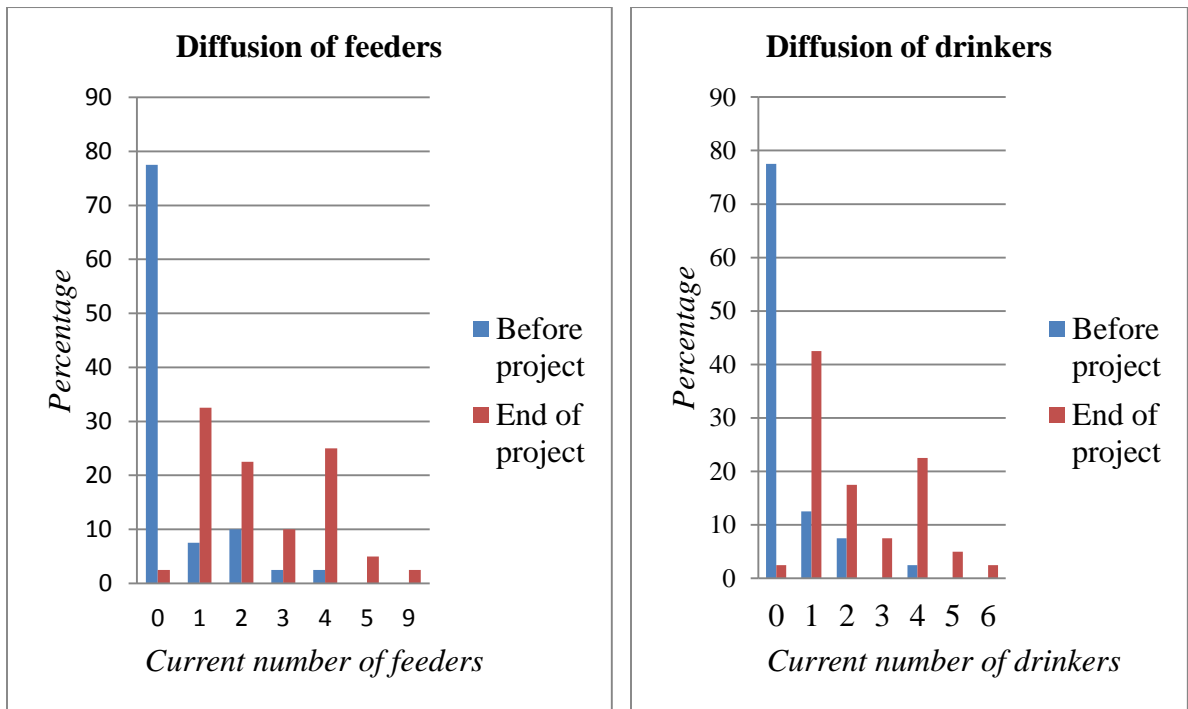 Diffusion of feeders
90
80
70
60
50
40
30
20
10
0
Percentage
0 1 2 3 4 5 9
Current number of feeders
Before
project
End of
project
Diffusion of drinkers
90
80
70
60
50
40
30
20
10
0
Percentage
0 1 2 3 4 5 6
Current number of drinkers
Before
project
End of
project